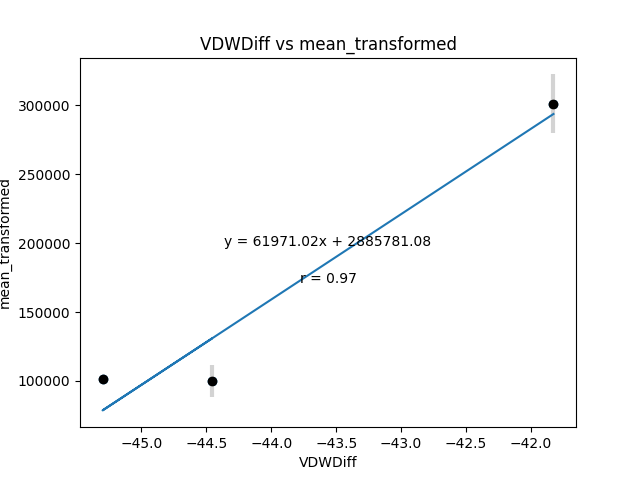 VDWDiff vs mean_transformed
mean_transformed
300000
250000
200000
150000
100000
y = 61971.02x + 2885781.08
r = 0.97
−45.0
−44.5
−44.0
−43.5
−43.0
−42.5
−42.0
VDWDiff